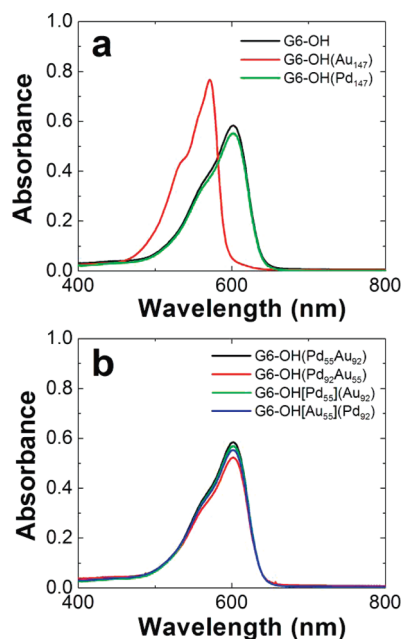 a
G6-OH
G6-OH(Au₁₄₇)
G6-OH(Pd₁₄₇)
1.0
0.8
0.6
0.4
0.2
0.0
Absorbance
400 600 800
Wavelength (nm)
b
G6-OH(Pd₅₅Au₉₂)
G6-OH(Pd₉₂Au₅₅)
G6-OH[Pd₅₅](Au₉₂)
G6-OH[Au₅₅](Pd₉₂)
1.0
0.8
0.6
0.4
0.2
0.0
Absorbance
400 600 800
Wavelength (nm)